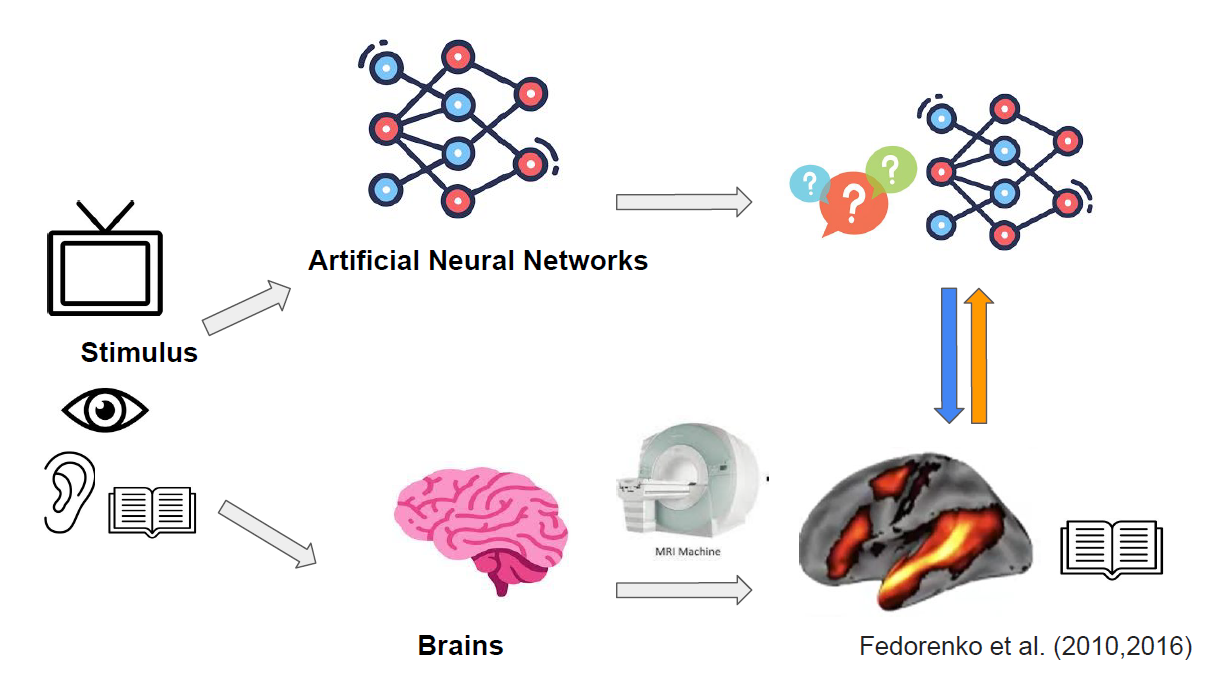 ? ? ?
Artificial Neural Networks
Stimulus
MRI Machine
Brains
Fedorenko et al. (2010,2016)